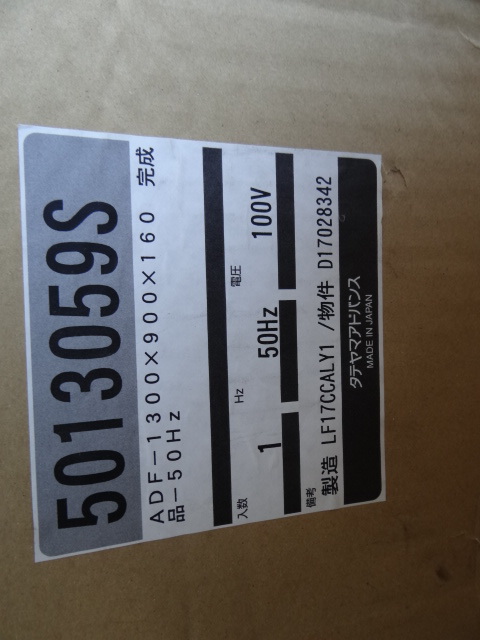 5013059S
ADF-1300×900×160 完成
品-50Hz
入数 Hz 電圧
1 50Hz 100V
備考
製造 LF17CCALY1 /物件 D17028342
タテヤマアドバンス
MADE IN JAPAN